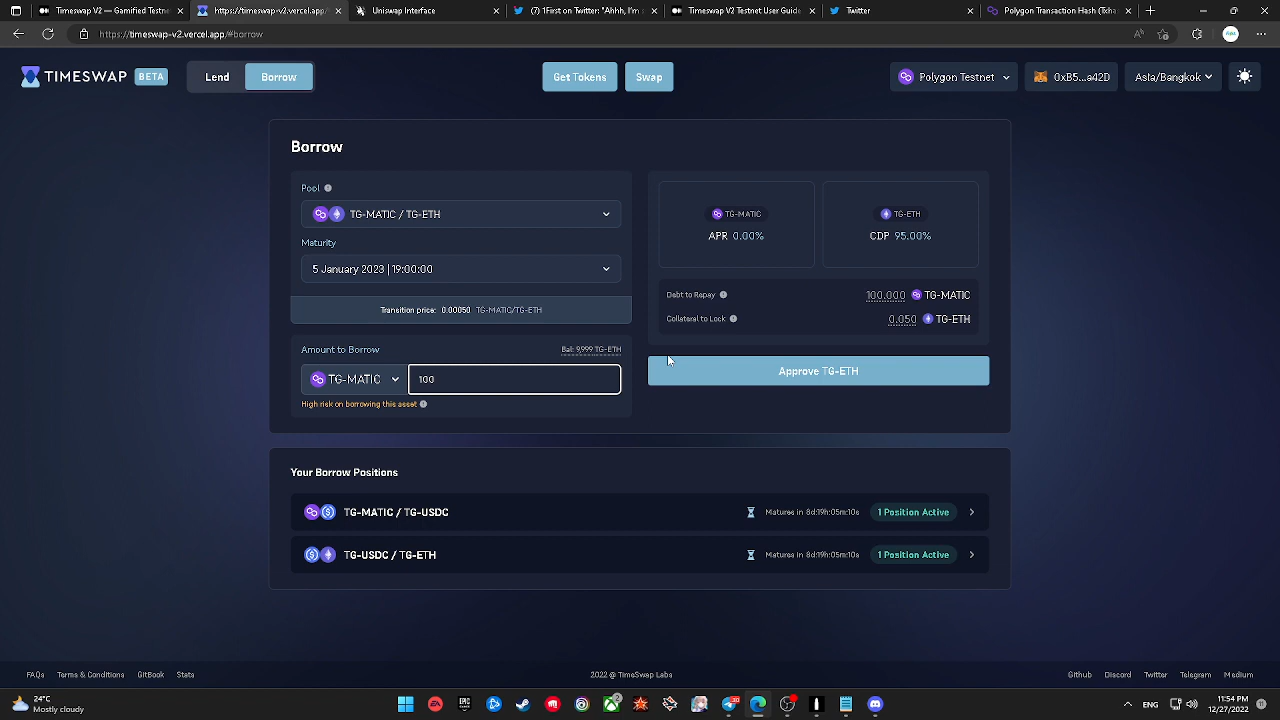 Timeswap V2 — Gamified Testnet
https://timeswap-v2.vercel.app/
Uniswap Interface
(1) First on Twitter: "Ahhh, I'm
Timeswap V2 Testnet User Guide
Twitter
Polygon Transaction Hash (Txha
https://timeswap-v2.vercel.app/#borrow
TIMESWAP BETA
Lend
Borrow
Get Tokens
Swap
Polygon Testnet
0xB5...a42D
Asia/Bangkok
Borrow
Pool
TG-MATIC / TG-ETH
Maturity
5 January 2023 | 19:00:00
Transition price: 0.00050 TG-MATIC/TG-ETH
Amount to Borrow
Bal: 9,999 TG-ETH
TG-MATIC
100
High risk on borrowing this asset
TG-MATIC
APR 0.00%
TG-ETH
CDP 95.00%
Debt to Repay
100.000 TG-MATIC
Collateral to Lock
0.050 TG-ETH
Approve TG-ETH
Your Borrow Positions
TG-MATIC / TG-USDC
Matures in 8d:19h:05m:10s
1 Position Active
TG-USDC / TG-ETH
Matures in 8d:19h:05m:10s
1 Position Active
FAQs
Terms & Conditions
GitBook
Stats
2022 @ TimeSwap Labs
Github
Discord
Twitter
Telegram
Medium
24°C
Mostly cloudy
ENG
11:54 PM
12/27/2022